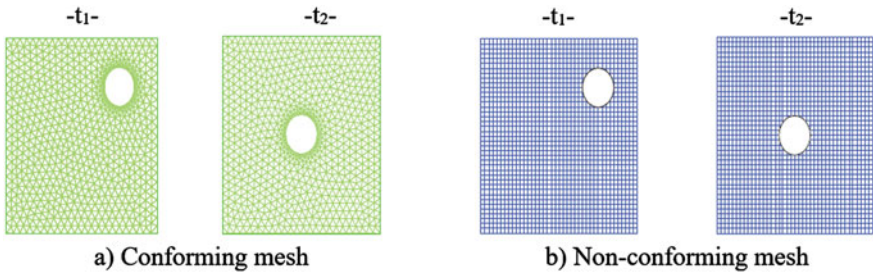 -t₁- -t₂- -t₁- -t₂-
a) Conforming mesh b) Non-conforming mesh